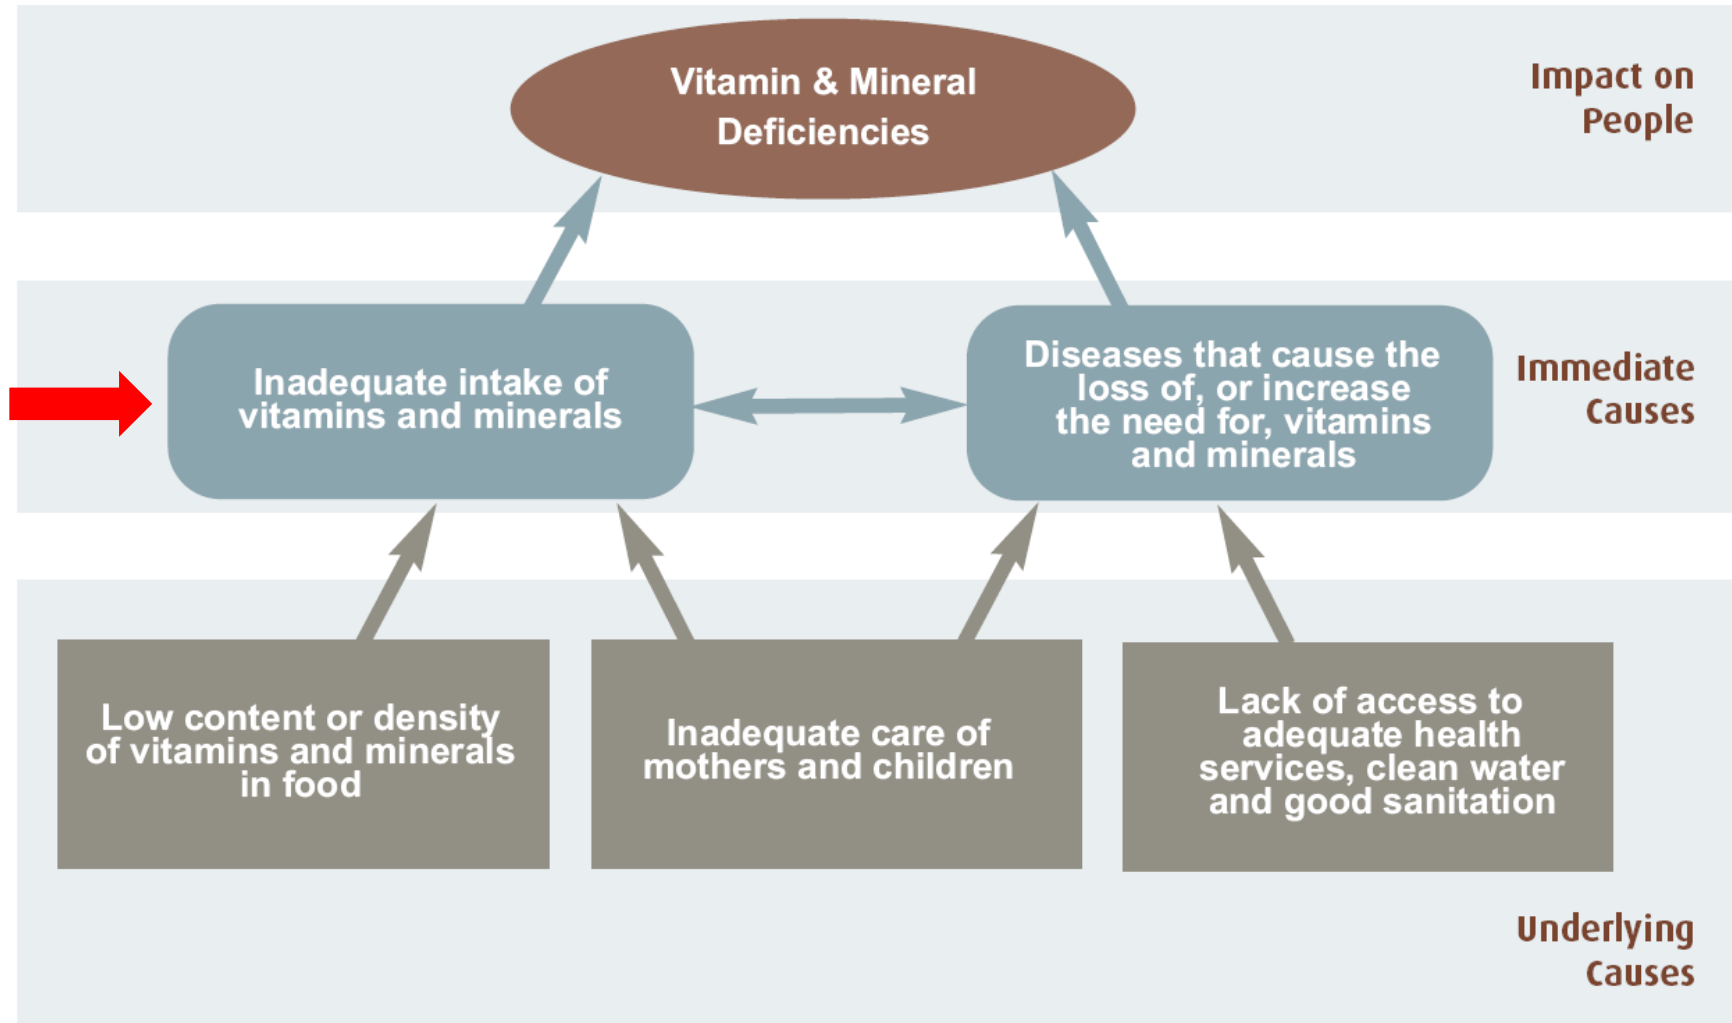 Vitamin & Mineral
Deficiencies
Impact on
People
Inadequate intake of
vitamins and minerals
Diseases that cause the
loss of, or increase
the need for, vitamins
and minerals
Immediate
Causes
Low content or density
of vitamins and minerals
in food
Inadequate care of
mothers and children
Lack of access to
adequate health
services, clean water
and good sanitation
Underlying
Causes